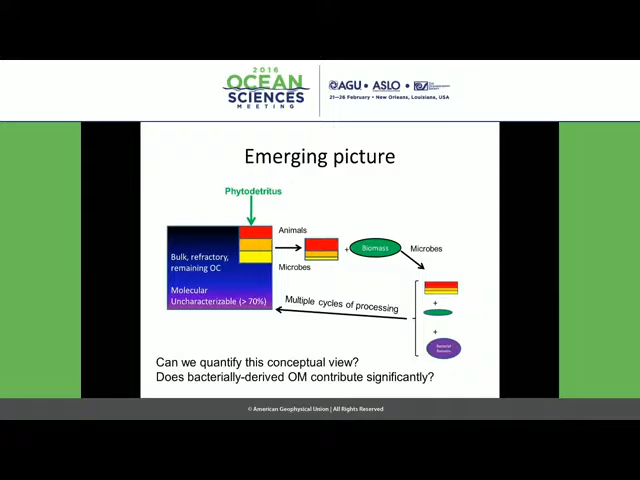 2016
OCEAN
SCIENCES
MEETING
AGU • ASLO •
21–26 February • New Orleans, Louisiana, USA
Emerging picture
Phytodetritus
Animals
Microbes
Bulk, refractory,
remaining OC
Molecular
Uncharacterizable (> 70%)
+
Biomass
Microbes
+
+
Bacterial
Multiple cycles of processing
Can we quantify this conceptual view?
Does bacterially-derived OM contribute significantly?
© American Geophysical Union | All Rights Reserved